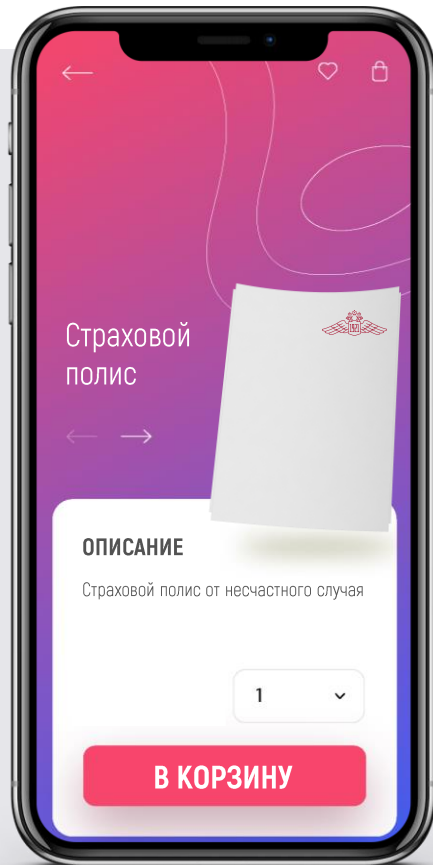 Страховой
полис
ОПИСАНИЕ
Страховой полис от несчастного случая
1
В КОРЗИНУ